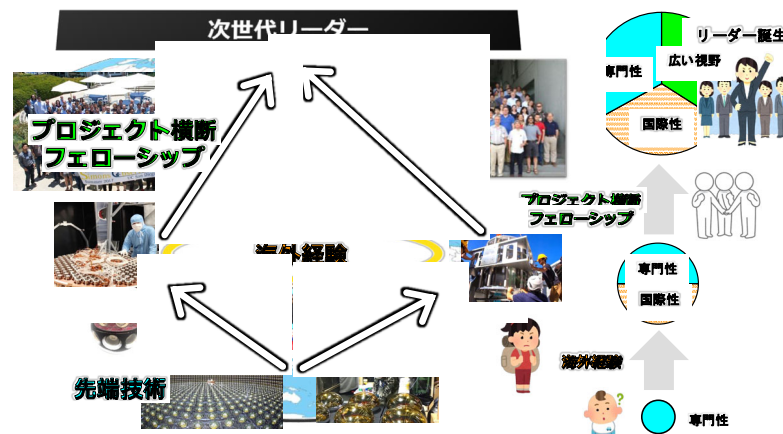 次世代リーダー
リーダー誕生
専門性
広い視野
国際性
プロジェクト横断
フェローシップ
プロジェクト横断
フェローシップ
海外経験
専門性
国際性
海外経験
先端技術
?
専門性